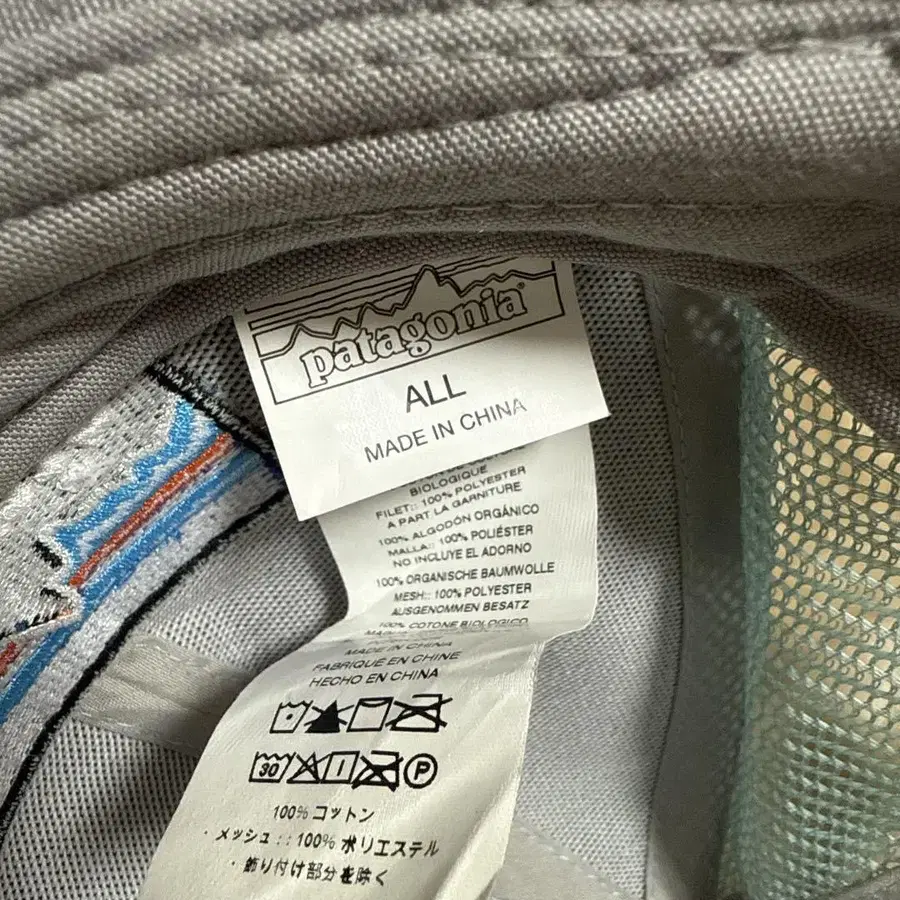 patagonia®
ALL
MADE IN CHINA
BIOLOGIQUE
FILET:: 100% POLYESTER
A PART LA GARNITURE
100% ALGODÓN ORGÁNICO
MALLA:: 100% POLIÉSTER
NO INCLUYE EL ADORNO
100% ORGANISCHE BAUMWOLLE
MESH:: 100% POLYESTER
AUSGENOMMEN BESATZ
100% COTONE BIOLOGICO
MADE IN CHINA
FABRIQUE EN CHINE
HECHO EN CHINA
30 P
100% コットン
・メッシュ:: 100% ポリエステル
・飾り付け部分を除く